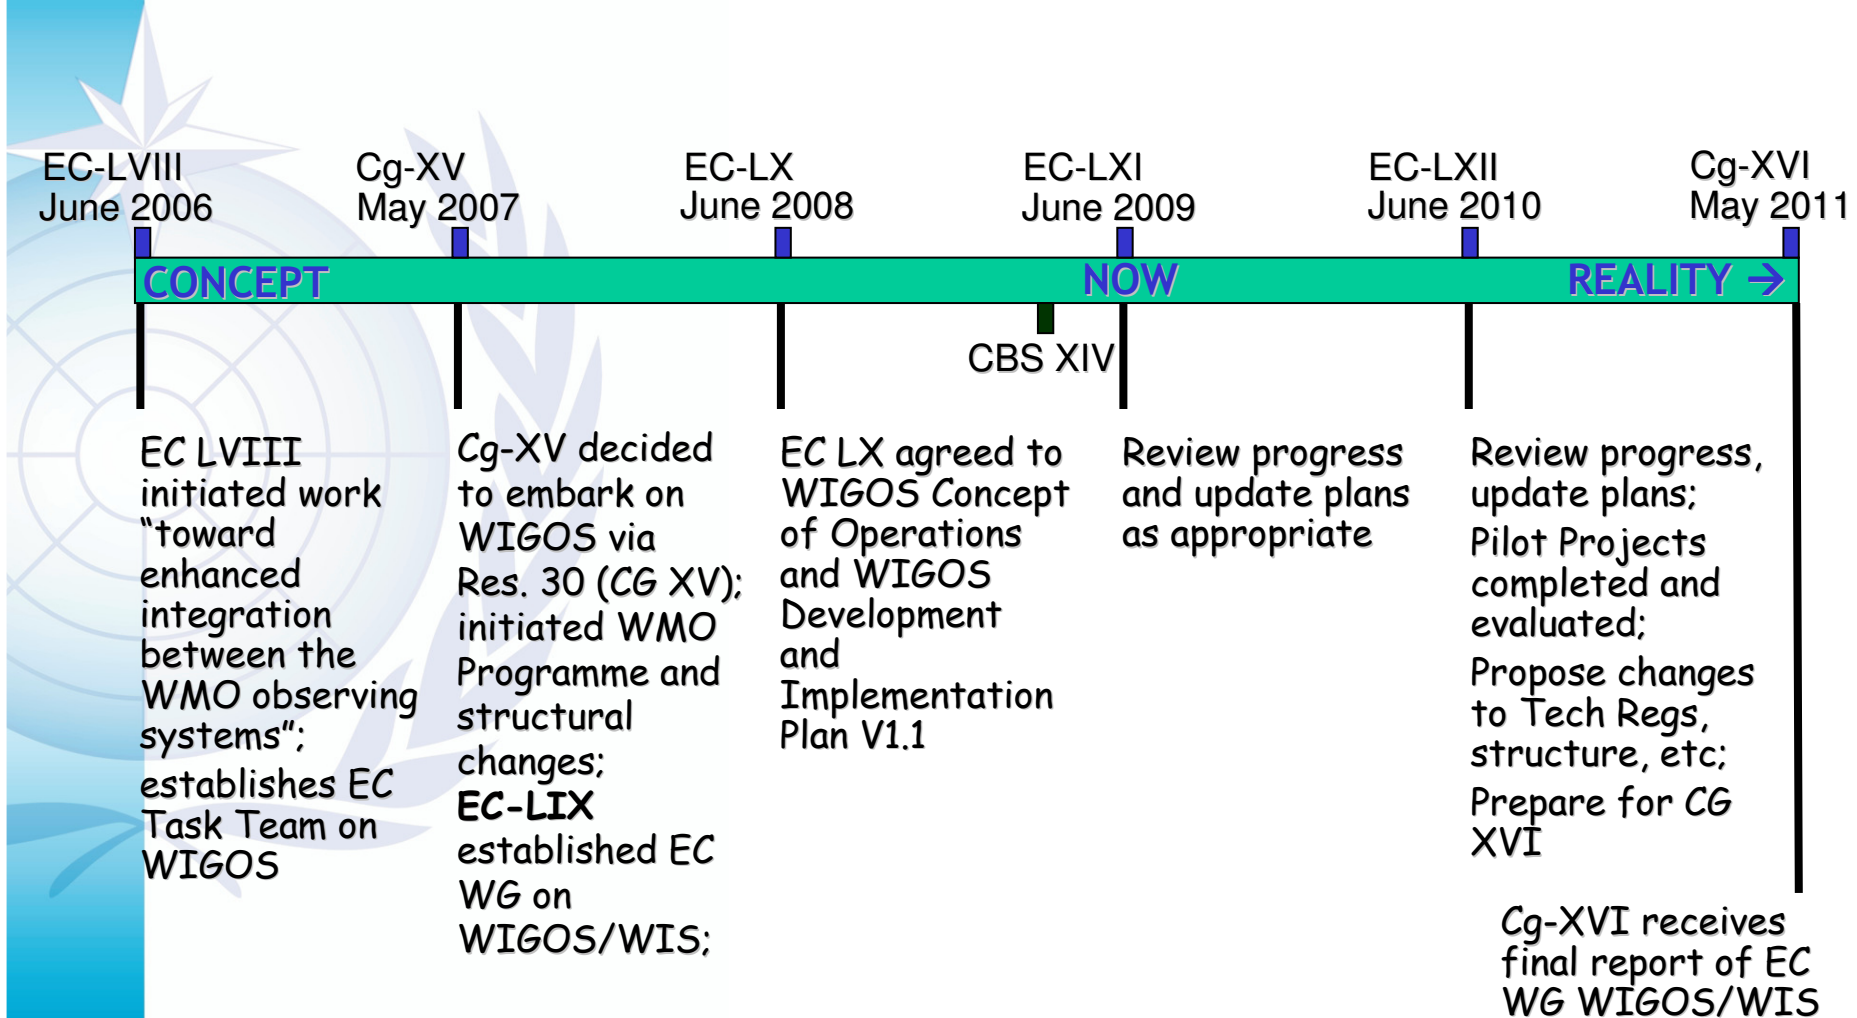 EC-LVIII
June 2006
Cg-XV
May 2007
EC-LX
June 2008
EC-LXI
June 2009
EC-LXII
June 2010
Cg-XVI
May 2011
CONCEPT
NOW
REALITY →
CBS XIV
EC LVIII
initiated work
“toward
enhanced
integration
between the
WMO observing
systems”;
establishes EC
Task Team on
WIGOS
Cg-XV decided
to embark on
WIGOS via
Res. 30 (CG XV);
initiated WMO
Programme and
structural
changes;
EC-LIX
established EC
WG on
WIGOS/WIS;
EC LX agreed to
WIGOS Concept
of Operations
and WIGOS
Development
and
Implementation
Plan V1.1
Review progress
and update plans
as appropriate
Review progress,
update plans;
Pilot Projects
completed and
evaluated;
Propose changes
to Tech Regs,
structure, etc;
Prepare for CG
XVI
Cg-XVI receives
final report of EC
WG WIGOS/WIS